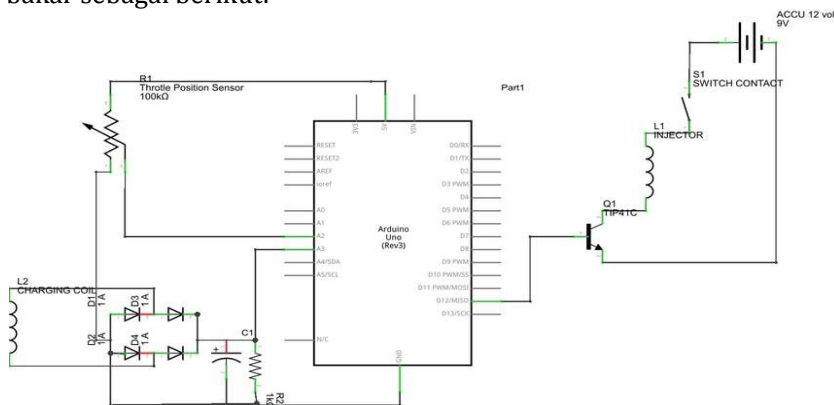 bakar sebagai berikut:
ACCU 12 vol
9V
R1
Throtle Position Sensor
100kΩ
S1
SWITCH CONTACT
Part1
L1
INJECTOR
3V3
5V
VIN
RESET
RESET2
AREF
ioref
A0
A1
A2
A3
A4/SDA
A5/SCL
N/C
Arduino
Uno
(Rev3)
D0/RX
D1/TX
D2
D3 PWM
D4
D5 PWM
D6 PWM
D7
D8
D9 PWM
D10 PWM/SS
D11 PWM/MOSI
D12/MISO
D13/SCK
GND
Q1
TIP41C
L2
CHARGING COIL
D1
1A
D3
1A
D2
1A
D4
1A
C1
R2